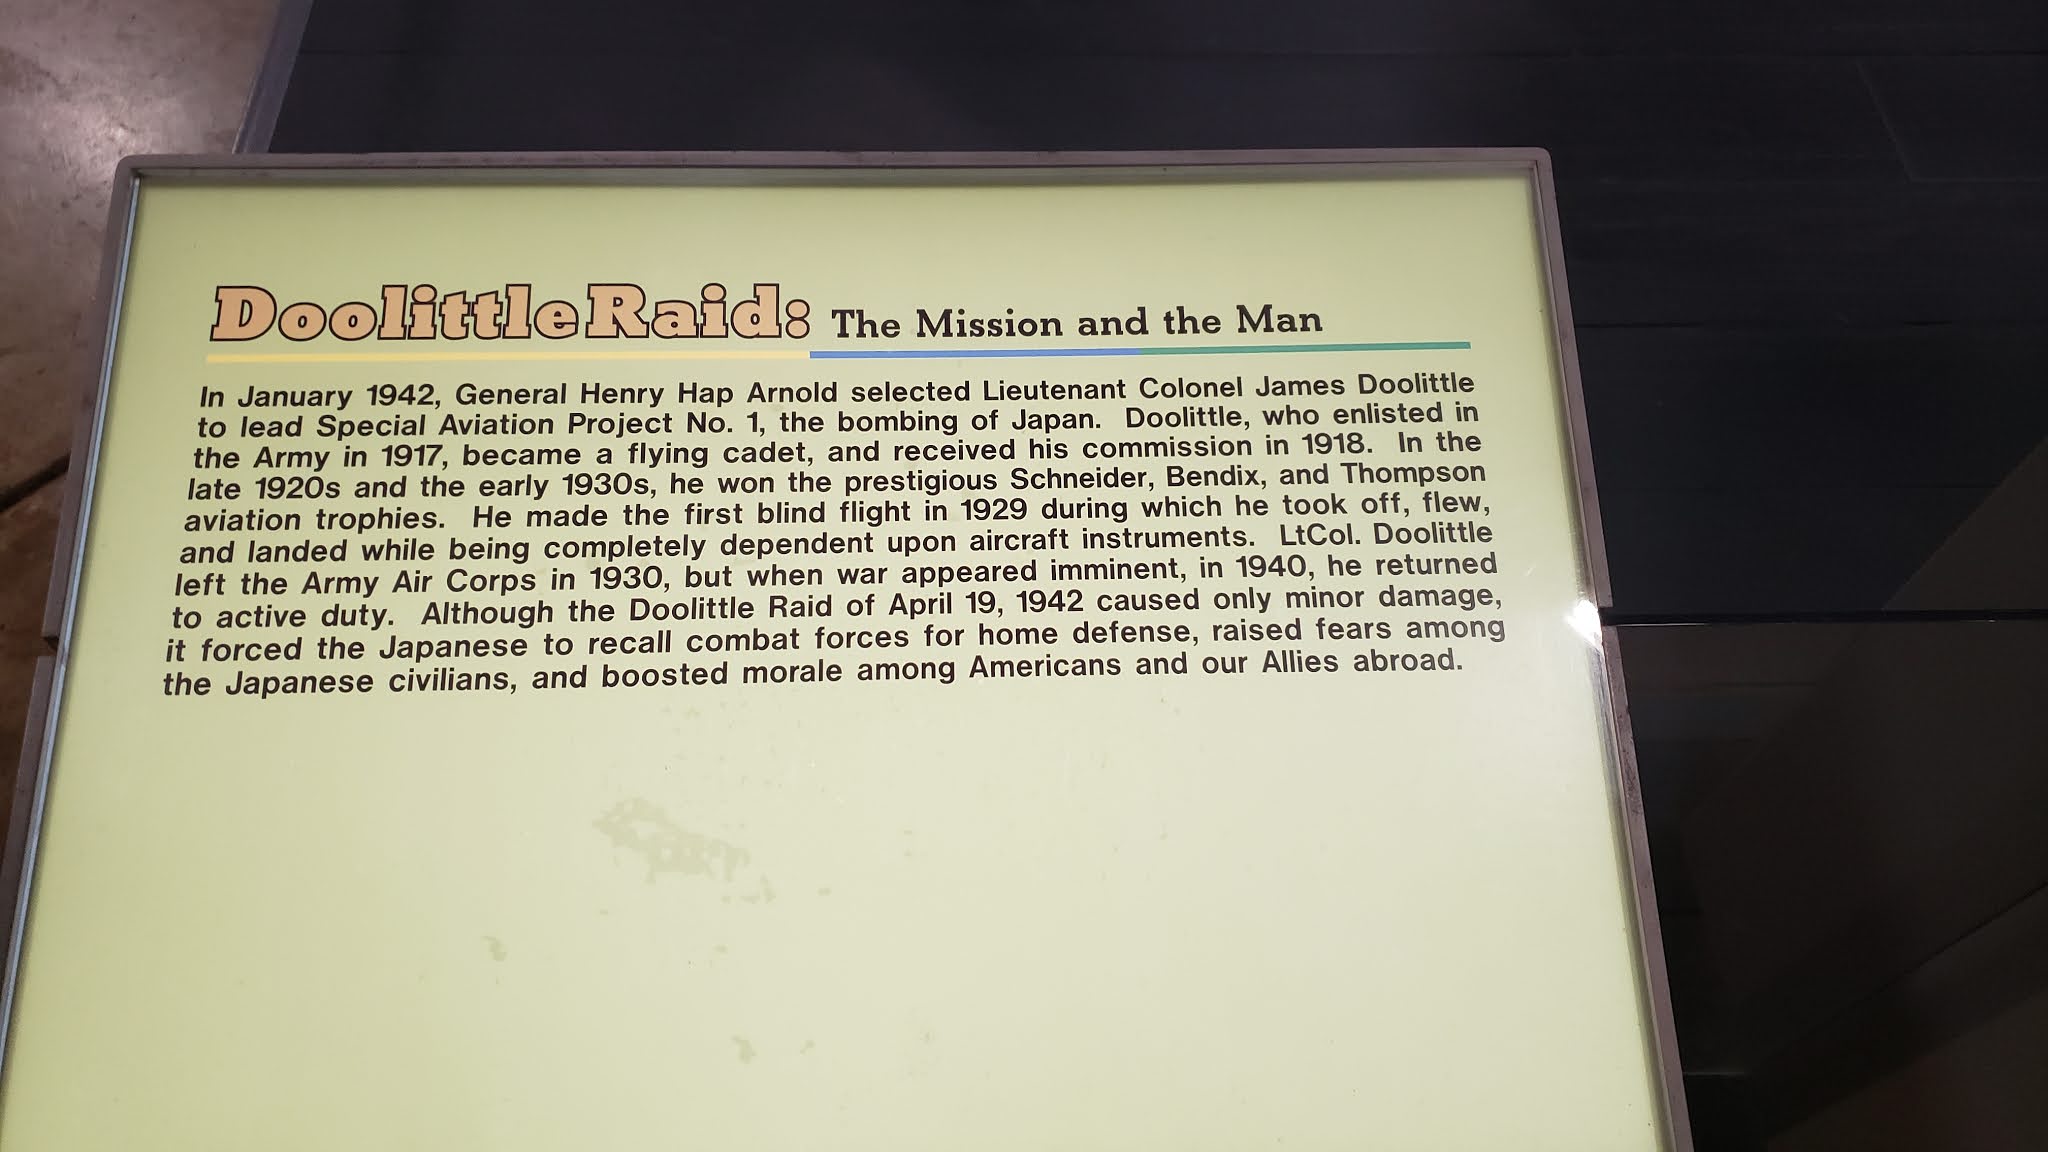 Doolittle Raid: The Mission and the Man
In January 1942, General Henry Hap Arnold selected Lieutenant Colonel James Doolittle
to lead Special Aviation Project No. 1, the bombing of Japan. Doolittle, who enlisted in
the Army in 1917, became a flying cadet, and received his commission in 1918. In the
late 1920s and the early 1930s, he won the prestigious Schneider, Bendix, and Thompson
aviation trophies. He made the first blind flight in 1929 during which he took off, flew,
and landed while being completely dependent upon aircraft instruments. LtCol. Doolittle
left the Army Air Corps in 1930, but when war appeared imminent, in 1940, he returned
to active duty. Although the Doolittle Raid of April 19, 1942 caused only minor damage,
it forced the Japanese to recall combat forces for home defense, raised fears among
the Japanese civilians, and boosted morale among Americans and our Allies abroad.